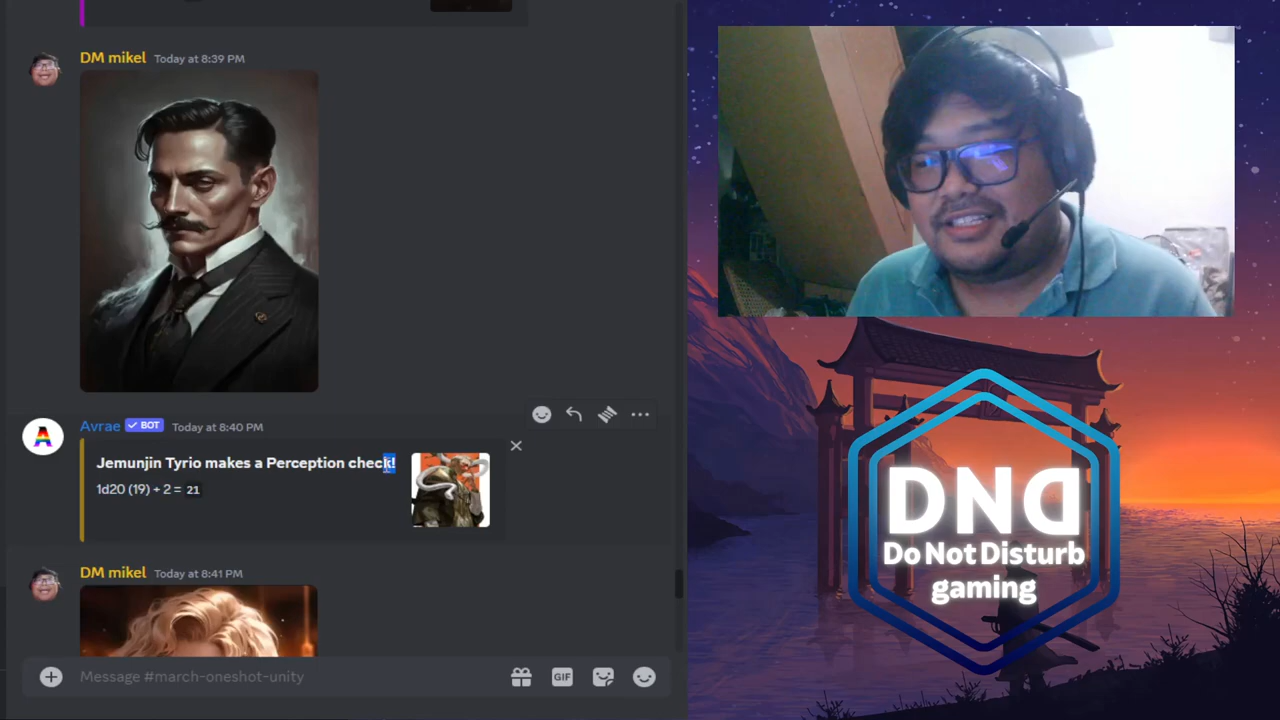 DM mikel Today at 8:39 PM
A
Avrae BOT Today at 8:40 PM
Jemunjin Tyrio makes a Perception check!
1d20 (19) + 2 = 21
DM mikel Today at 8:41 PM
Message #march-oneshot-unity
GIF
DND
Do Not Disturb
gaming